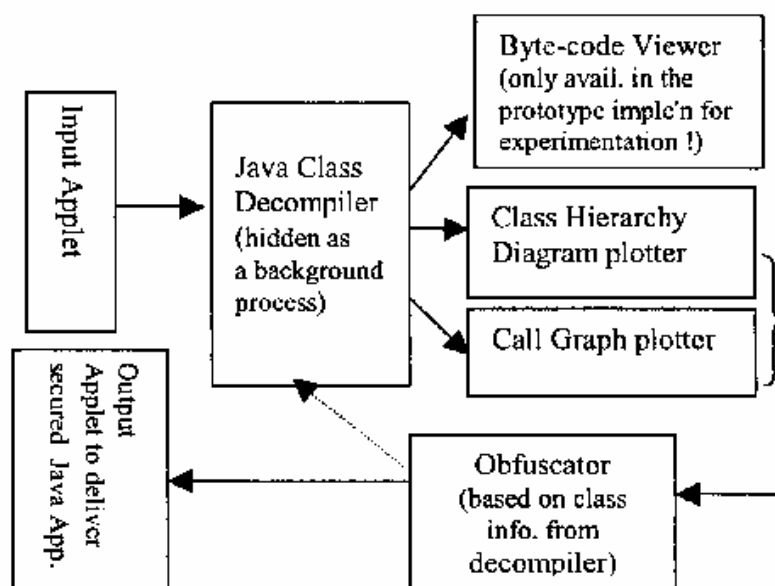 Input Applet
Java Class
Decompiler
(hidden as
a background
process)
Byte-code Viewer
(only avail. in the
prototype imple'n for
experimentation !)
Class Hierarchy
Diagram plotter
Call Graph plotter
Obfuscator
(based on class
info. from
decompiler)
Output
Applet to deliver
secured Java App.